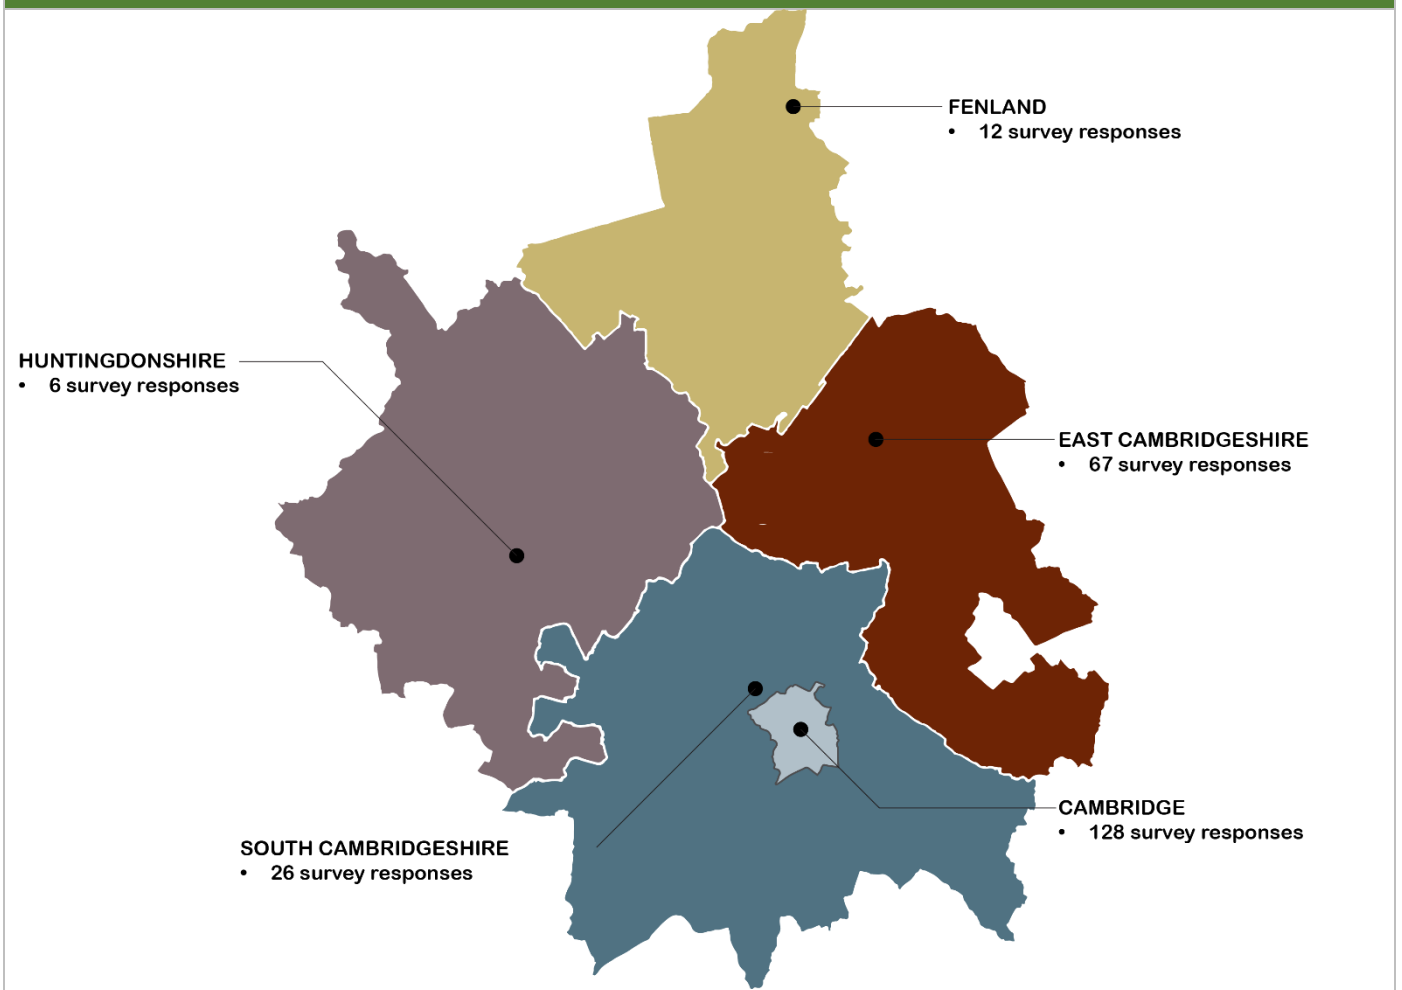 FENLAND
• 12 survey responses
HUNTINGDONSHIRE
• 6 survey responses
EAST CAMBRIDGESHIRE
• 67 survey responses
CAMBRIDGE
• 128 survey responses
SOUTH CAMBRIDGESHIRE
• 26 survey responses